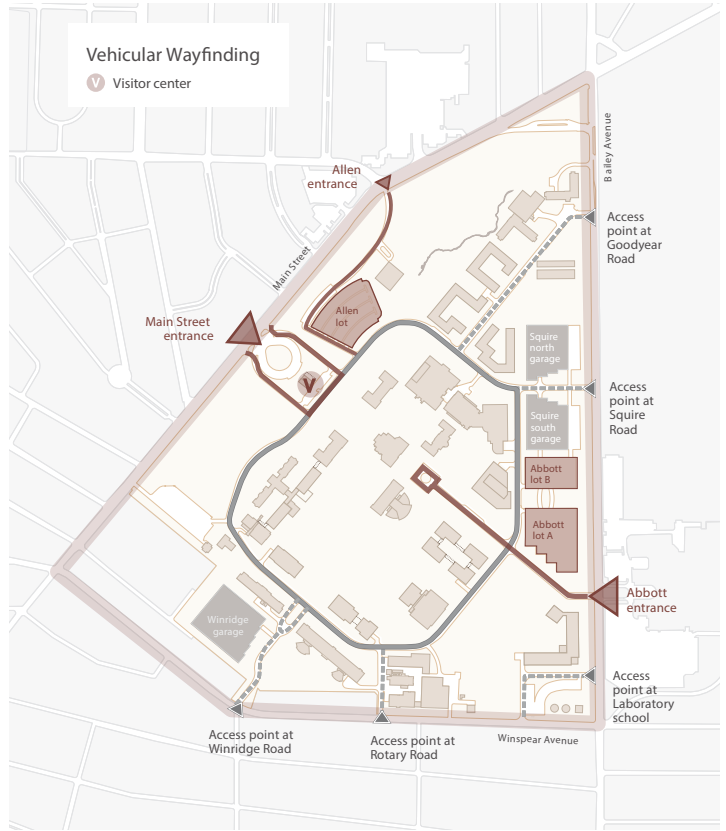 Vehicular Wayfinding
V Visitor center
Allen
entrance
Bailey Avenue
Access
point at
Goodyear
Road
Main Street
Allen
lot
Main Street
entrance
Squire
north
garage
V
Access
point at
Squire
Road
Squire
south
garage
Abbott
lot B
Abbott
lot A
Abbott
entrance
Winridge
garage
Access
point at
Laboratory
school
Access point at
Winridge Road
Access point at
Rotary Road
Winspear Avenue